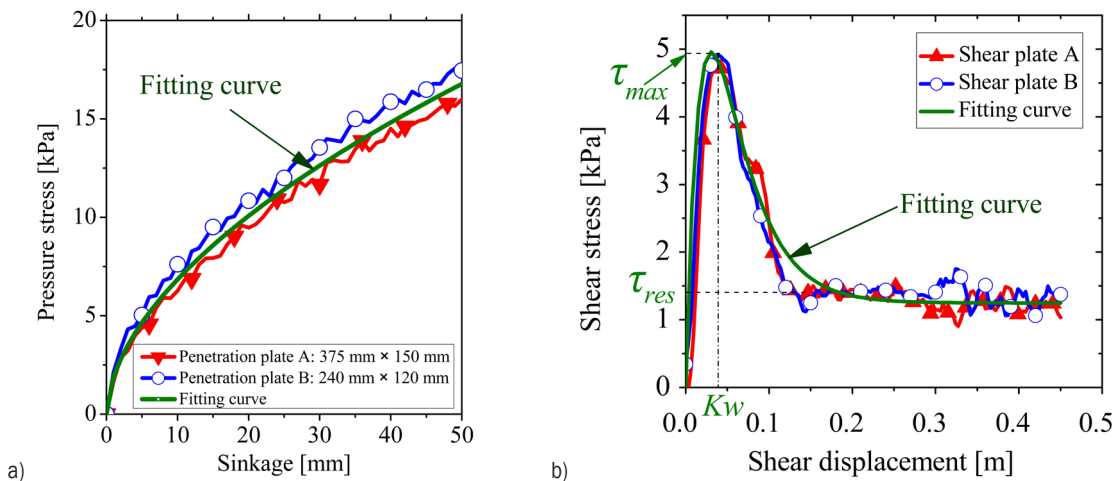 20
15
10
5
0
Pressure stress [kPa]
Fitting curve
Penetration plate A: 375 mm × 150 mm
Penetration plate B: 240 mm × 120 mm
Fitting curve
0 10 20 30 40 50
Sinkage [mm]
a)
5
4
3
2
1
0
Shear stress [kPa]
τmax
τres
Shear plate A
Shear plate B
Fitting curve
Fitting curve
Kw
0.0 0.1 0.2 0.3 0.4 0.5
Shear displacement [m]
b)